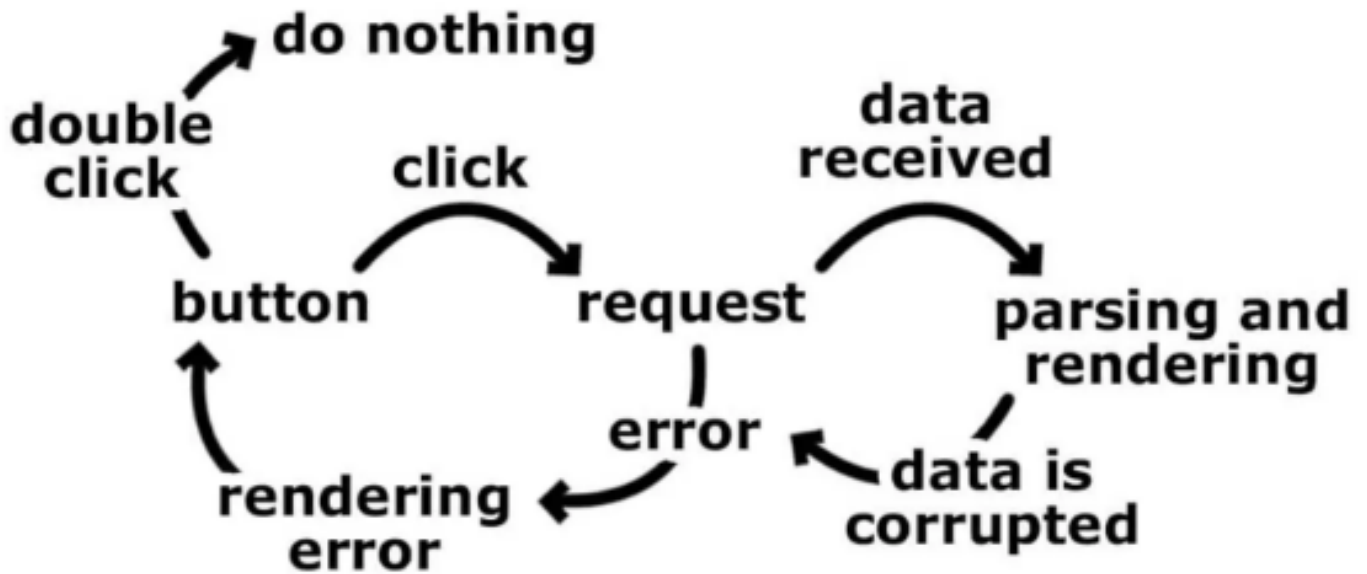 do nothing
double
click
click
data
received
button
request
parsing and
rendering
error
rendering
error
data is
corrupted